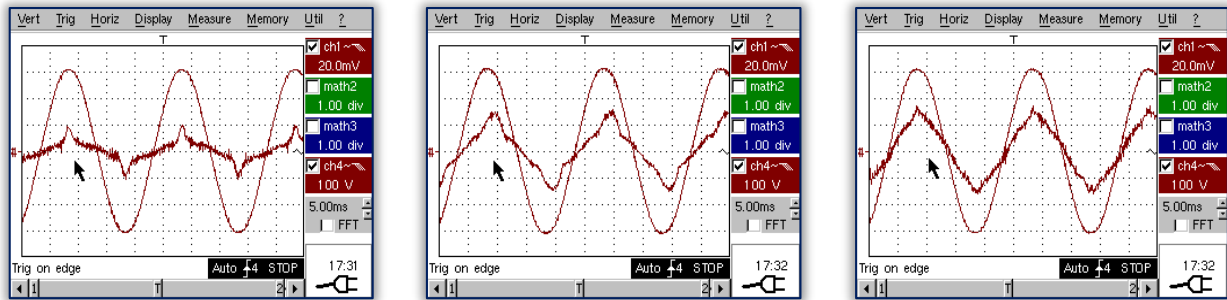 Vert Trig Horiz Display Measure Memory Util ?
T
ch1 ~
20.0mV
math2
1.00 div
math3
1.00 div
ch4~
100 V
5.00ms
FFT
Trig on edge
Auto 4 STOP
17:31
1 T 2
Vert Trig Horiz Display Measure Memory Util ?
T
ch1 ~
20.0mV
math2
1.00 div
math3
1.00 div
ch4~
100 V
5.00ms
FFT
Trig on edge
Auto 4 STOP
17:32
1 T 2
Vert Trig Horiz Display Measure Memory Util ?
T
ch1 ~
20.0mV
math2
1.00 div
math3
1.00 div
ch4~
100 V
5.00ms
FFT
Trig on edge
Auto 4 STOP
17:32
1 T 2